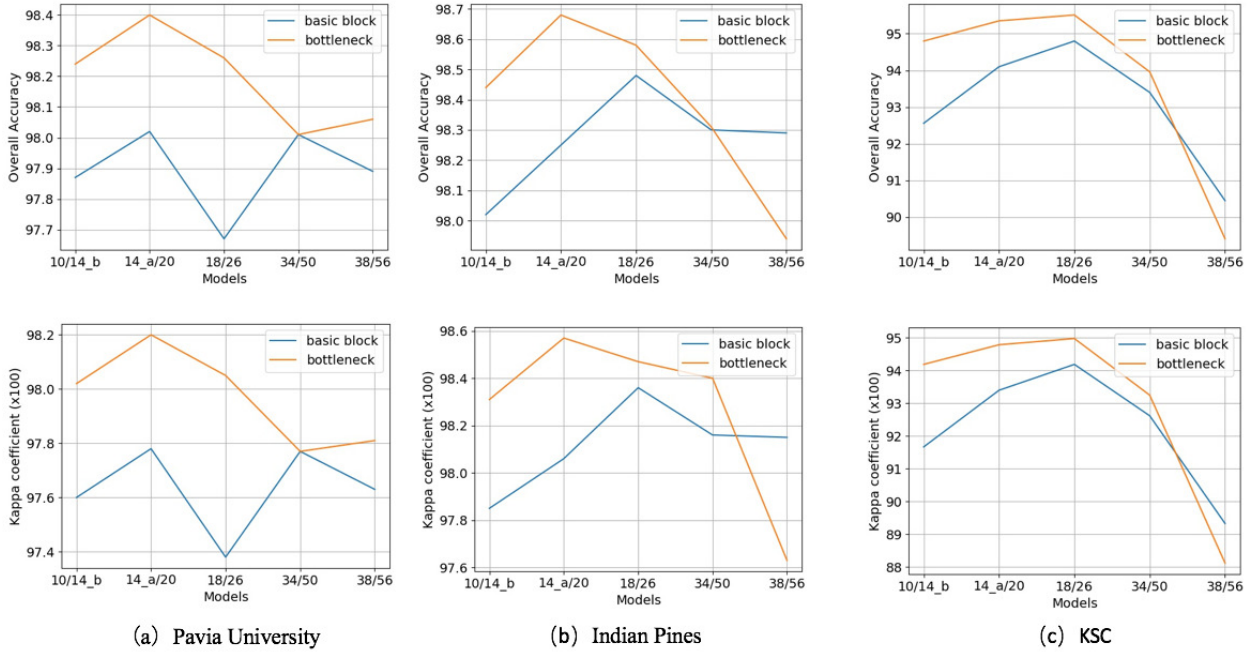 98.4
98.3
98.2
98.1
98.0
97.9
97.8
97.7
Overall Accuracy
basic block
bottleneck
10/14_b 14_a/20 18/26 34/50 38/56
Models
98.7
98.6
98.5
98.4
98.3
98.2
98.1
98.0
Overall Accuracy
basic block
bottleneck
10/14_b 14_a/20 18/26 34/50 38/56
Models
95
94
93
92
91
90
Overall Accuracy
basic block
bottleneck
10/14_b 14_a/20 18/26 34/50 38/56
Models
98.2
98.0
97.8
97.6
97.4
Kappa coefficient (x100)
basic block
bottleneck
10/14_b 14_a/20 18/26 34/50 38/56
Models
98.6
98.4
98.2
98.0
97.8
97.6
Kappa coefficient (x100)
basic block
bottleneck
10/14_b 14_a/20 18/26 34/50 38/56
Models
95
94
93
92
91
90
89
88
Kappa coefficient (x100)
basic block
bottleneck
10/14_b 14_a/20 18/26 34/50 38/56
Models
（a）Pavia University
（b）Indian Pines
（c）KSC